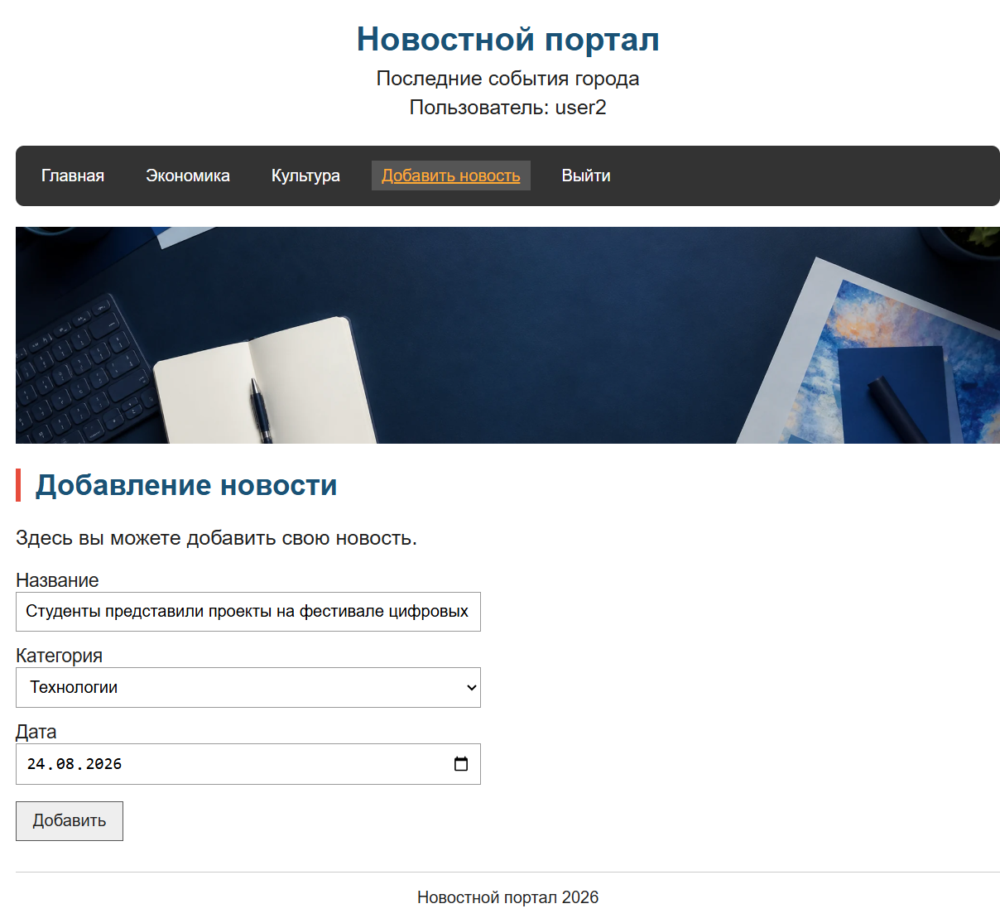 Новостной портал
Последние события города
Пользователь: user2
Главная Экономика Культура Добавить новость Выйти
Добавление новости
Здесь вы можете добавить свою новость.
Название
Студенты представили проекты на фестивале цифровых
Категория
Технологии
Дата
24.08.2026
Добавить
Новостной портал 2026